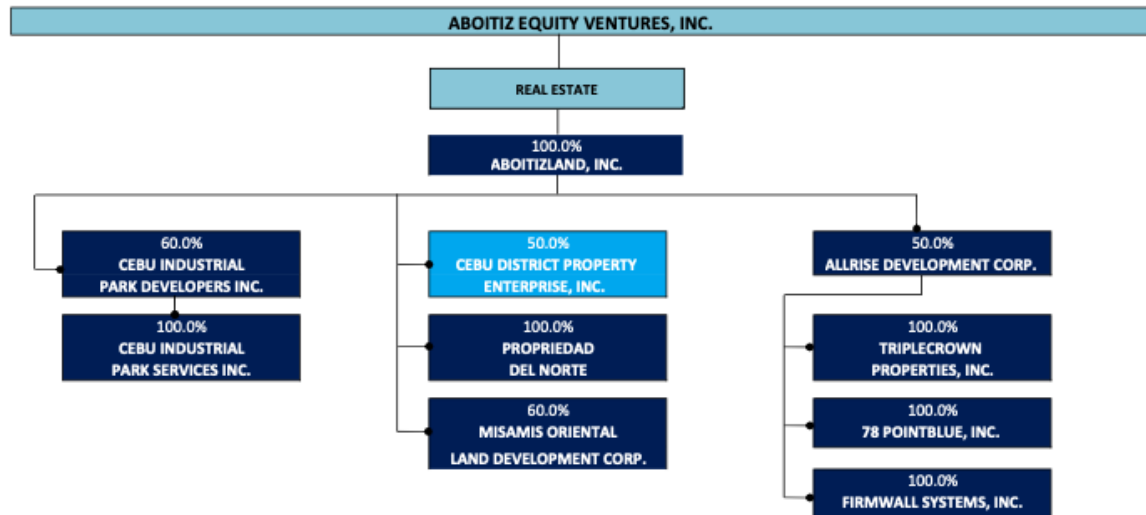 ABOITIZ EQUITY VENTURES, INC.
REAL ESTATE
100.0%
ABOITIZLAND, INC.
60.0%
CEBU INDUSTRIAL
PARK DEVELOPERS INC.
100.0%
CEBU INDUSTRIAL
PARK SERVICES INC.
50.0%
CEBU DISTRICT PROPERTY
ENTERPRISE, INC.
100.0%
PROPRIEDAD
DEL NORTE
60.0%
MISAMIS ORIENTAL
LAND DEVELOPMENT CORP.
50.0%
ALLRISE DEVELOPMENT CORP.
100.0%
TRIPLECROWN
PROPERTIES, INC.
100.0%
78 POINTBLUE, INC.
100.0%
FIRMWALL SYSTEMS, INC.